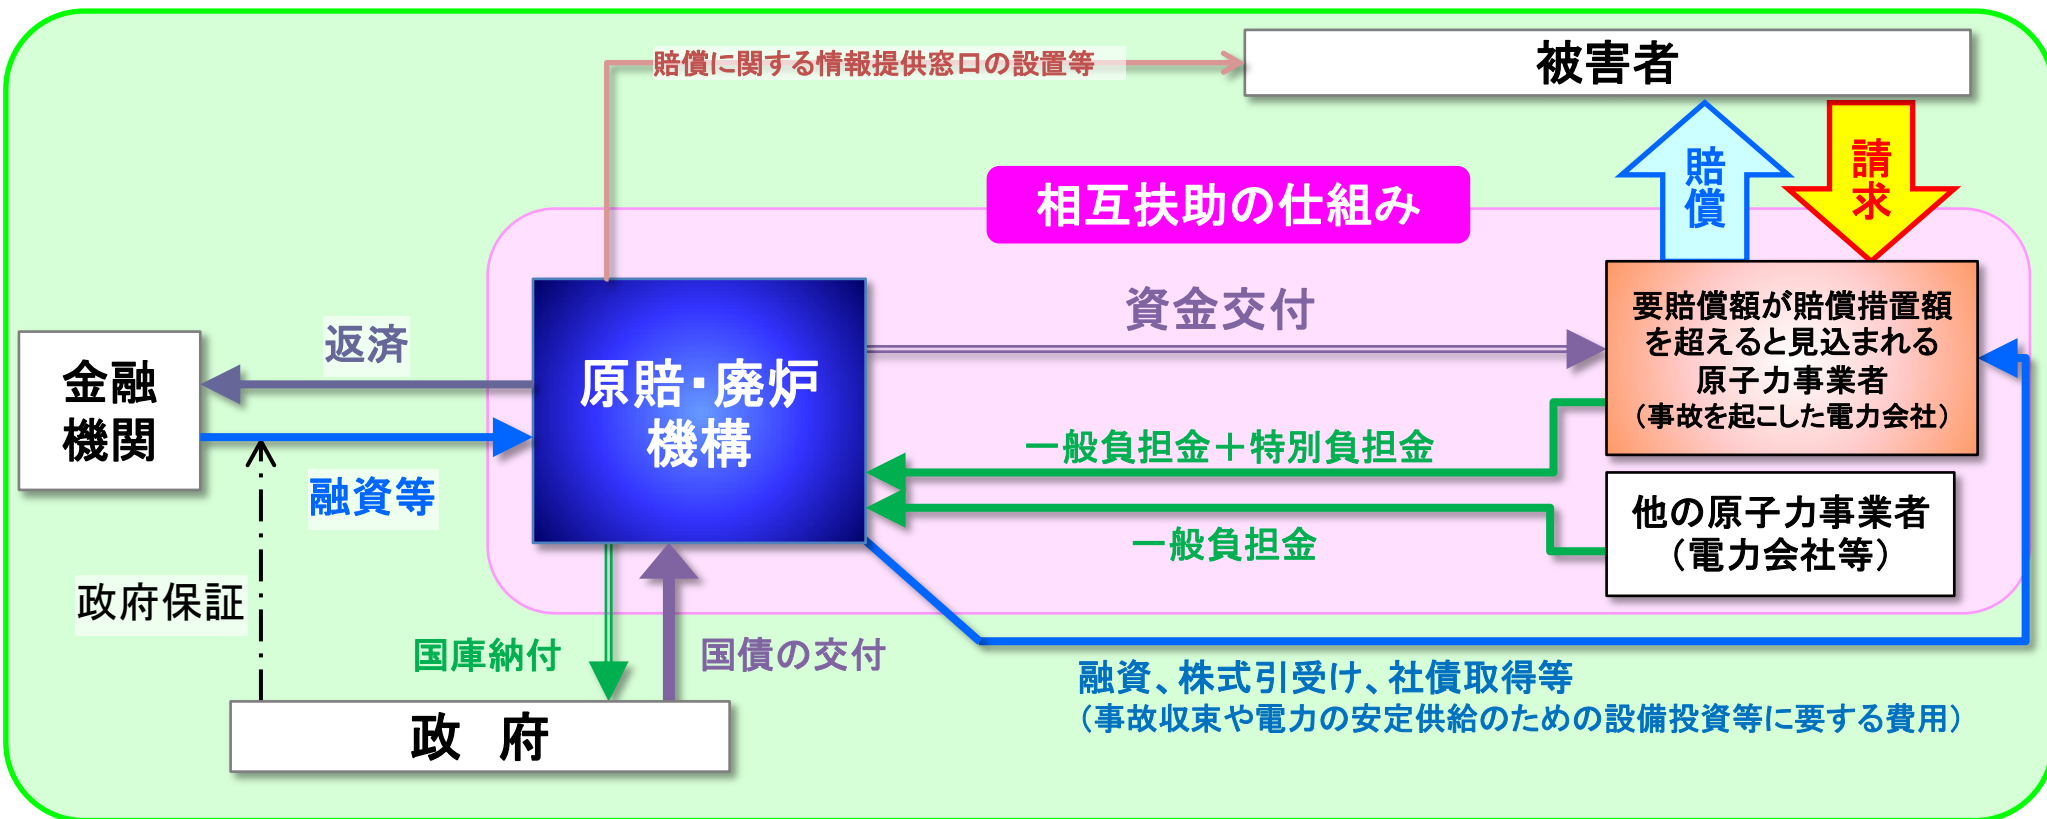 賠償に関する情報提供窓口の設置等
被害者
賠
償
請
求
相互扶助の仕組み
資金交付
要賠償額が賠償措置額
を超えると見込まれる
原子力事業者
（事故を起こした電力会社）
返済
金融
機関
原賠・廃炉
機構
融資等
一般負担金＋特別負担金
他の原子力事業者
（電力会社等）
一般負担金
政府保証
国庫納付
国債の交付
融資、株式引受け、社債取得等
（事故収束や電力の安定供給のための設備投資等に要する費用）
政　府